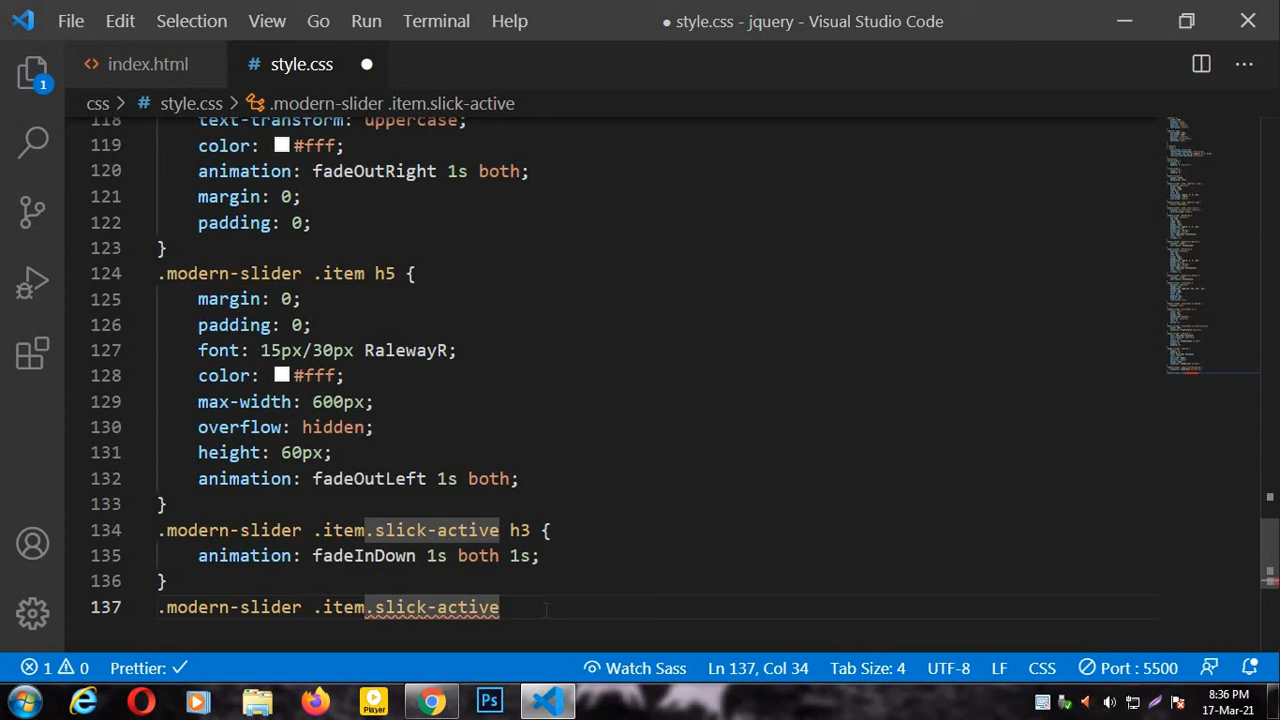 File Edit Selection View Go Run Terminal Help ● style.css - jquery - Visual Studio Code
<> index.html # style.css ●
css > # style.css > .modern-slider .item.slick-active
118 text-transform: uppercase;
119 color: #fff;
120 animation: fadeOutRight 1s both;
121 margin: 0;
122 padding: 0;
123 }
124 .modern-slider .item h5 {
125 margin: 0;
126 padding: 0;
127 font: 15px/30px RalewayR;
128 color: #fff;
129 max-width: 600px;
130 overflow: hidden;
131 height: 60px;
132 animation: fadeOutLeft 1s both;
133 }
134 .modern-slider .item.slick-active h3 {
135 animation: fadeInDown 1s both 1s;
136 }
137 .modern-slider .item.slick-active
1
1 0 Prettier: ✓ Watch Sass Ln 137, Col 34 Tab Size: 4 UTF-8 LF CSS Port : 5500
Player Ps 8:36 PM
17-Mar-21